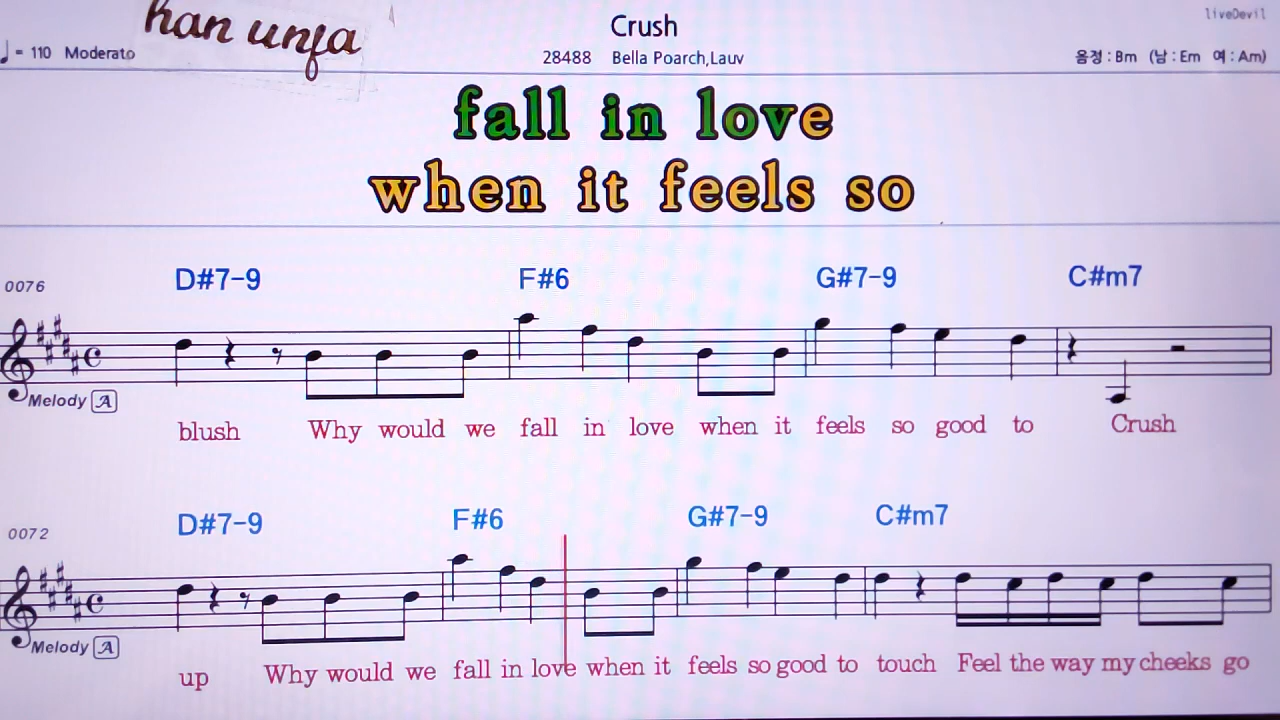 han unja
Crush
liveDevil
♩= 110 Moderato
28488 Bella Poarch,Lauv
음정 : Bm (남 : Em 여 : Am)
fall in love
when it feels so
D#7-9 F#6 G#7-9 C#m7
0076
Melody A
blush Why would we fall in love when it feels so good to Crush
D#7-9 F#6 G#7-9 C#m7
0072
Melody A
up Why would we fall in love when it feels so good to touch Feel the way my cheeks go